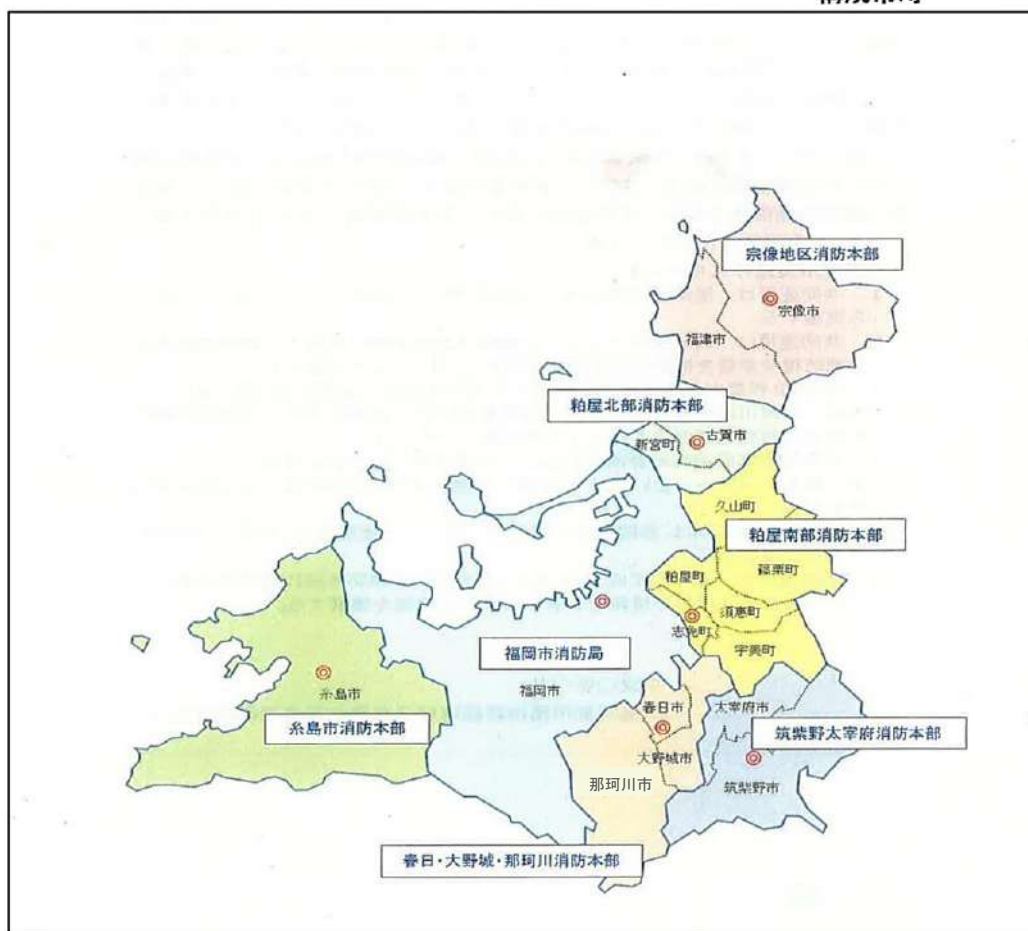 宗像地区消防本部
宗像市
福津市
粕屋北部消防本部
古賀市
新宮町
久山町
粕屋南部消防本部
篠栗町
粕屋町
須恵町
志免町
宇美町
福岡市消防局
福岡市
糸島市
糸島市消防本部
春日市
太宰府市
筑紫野太宰府消防本部
大野城市
那珂川市
筑紫野市
春日・大野城・那珂川消防本部